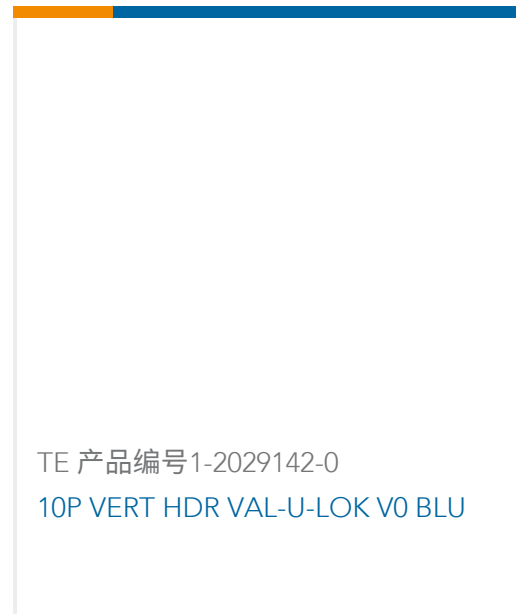 TE 产品编号1-2029142-0
10P VERT HDR VAL-U-LOK V0 BLU